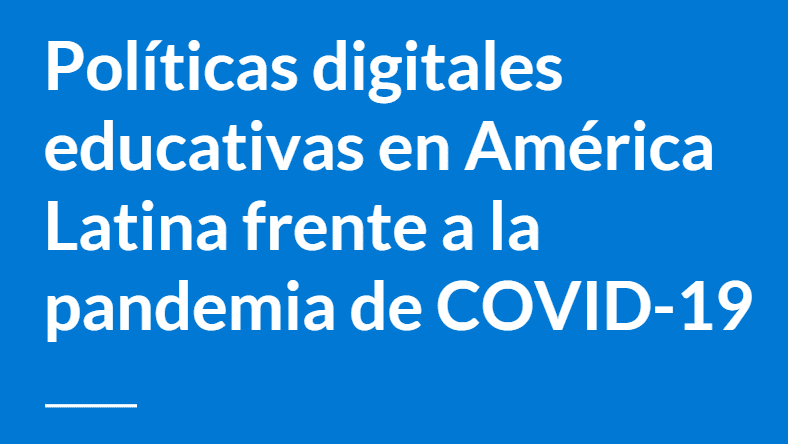 Políticas digitales
educativas en América
Latina frente a la
pandemia de COVID-19